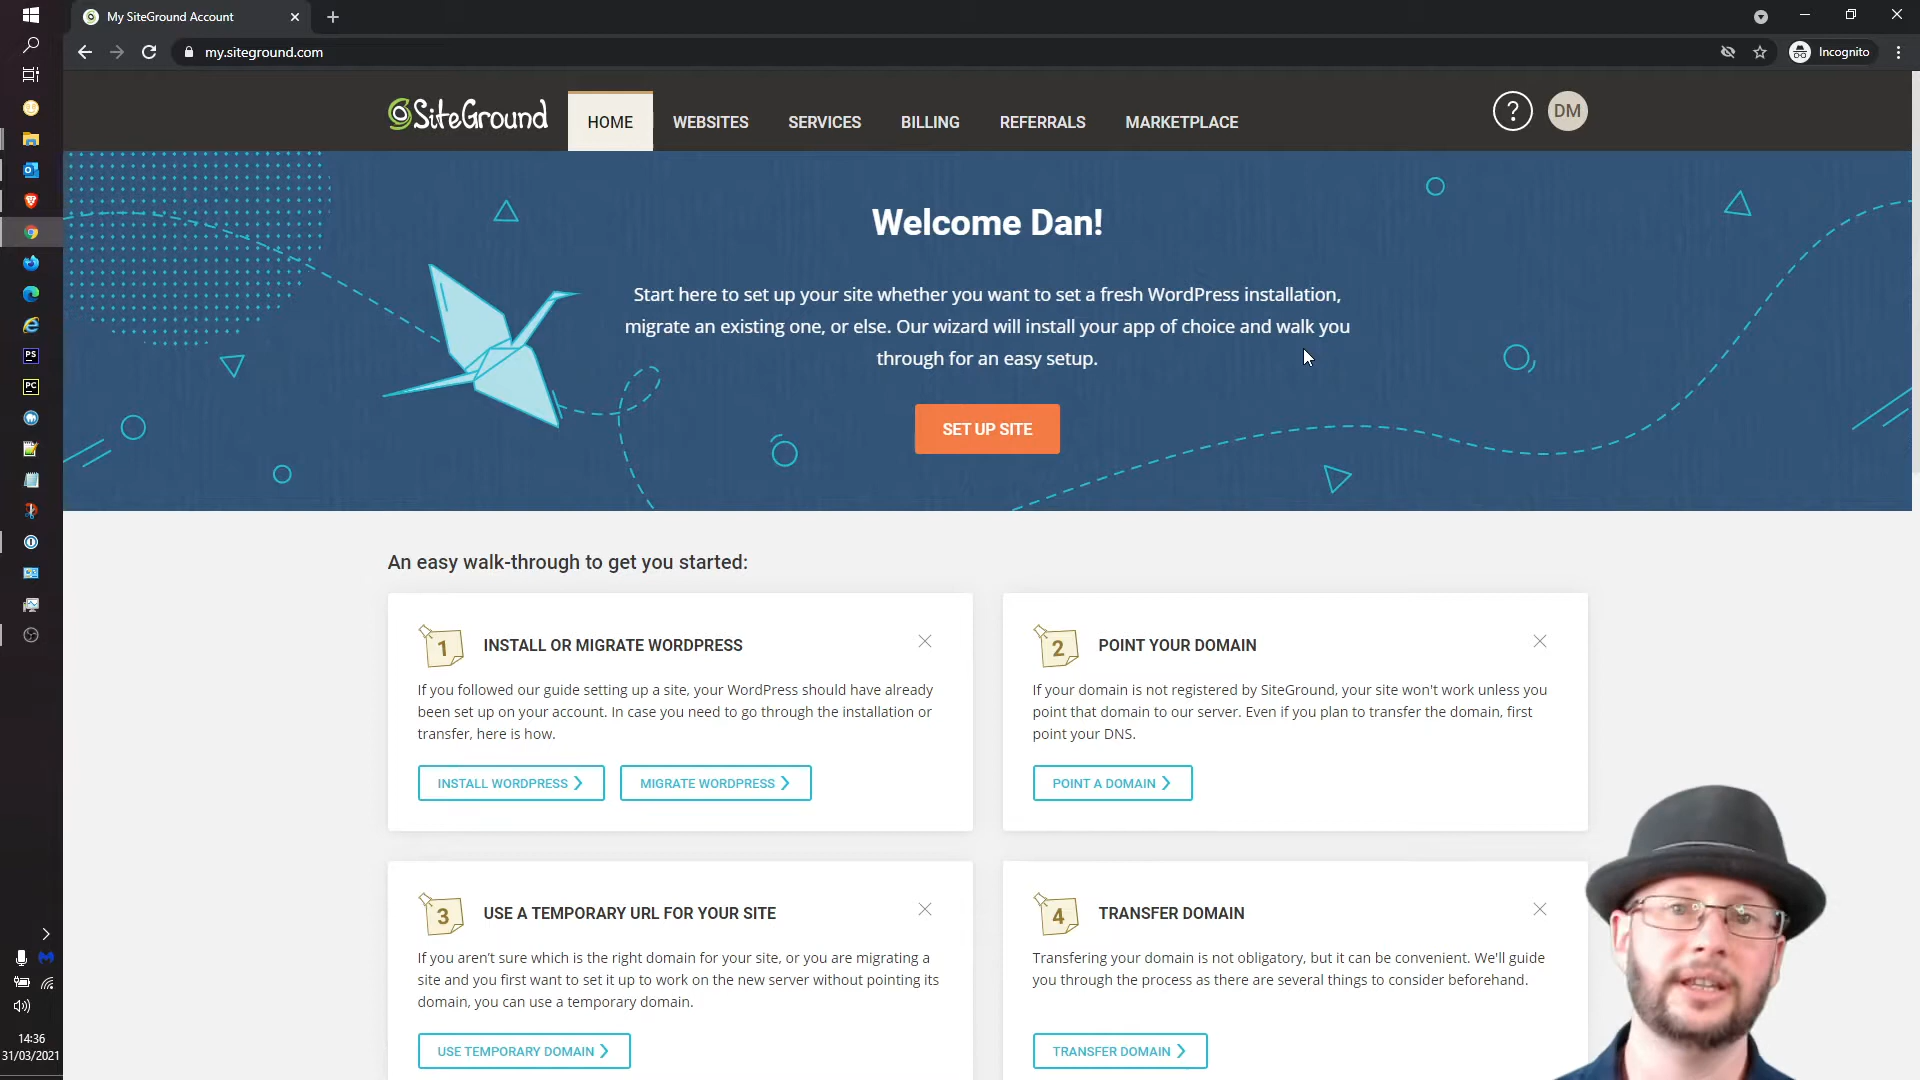 My SiteGround Account
my.siteground.com
Incognito
SiteGround
HOME
WEBSITES
SERVICES
BILLING
REFERRALS
MARKETPLACE
?
DM
Welcome Dan!
Start here to set up your site whether you want to set a fresh WordPress installation,
migrate an existing one, or else. Our wizard will install your app of choice and walk you
through for an easy setup.
SET UP SITE
An easy walk-through to get you started:
1
INSTALL OR MIGRATE WORDPRESS
If you followed our guide setting up a site, your WordPress should have already
been set up on your account. In case you need to go through the installation or
transfer, here is how.
INSTALL WORDPRESS
MIGRATE WORDPRESS
2
POINT YOUR DOMAIN
If your domain is not registered by SiteGround, your site won't work unless you
point that domain to our server. Even if you plan to transfer the domain, first
point your DNS.
POINT A DOMAIN
3
USE A TEMPORARY URL FOR YOUR SITE
If you aren't sure which is the right domain for your site, or you are migrating a
site and you first want to set it up to work on the new server without pointing its
domain, you can use a temporary domain.
USE TEMPORARY DOMAIN
4
TRANSFER DOMAIN
Transfering your domain is not obligatory, but it can be convenient. We'll guide
you through the process as there are several things to consider beforehand.
TRANSFER DOMAIN
PS
PC
14:36
31/03/2021